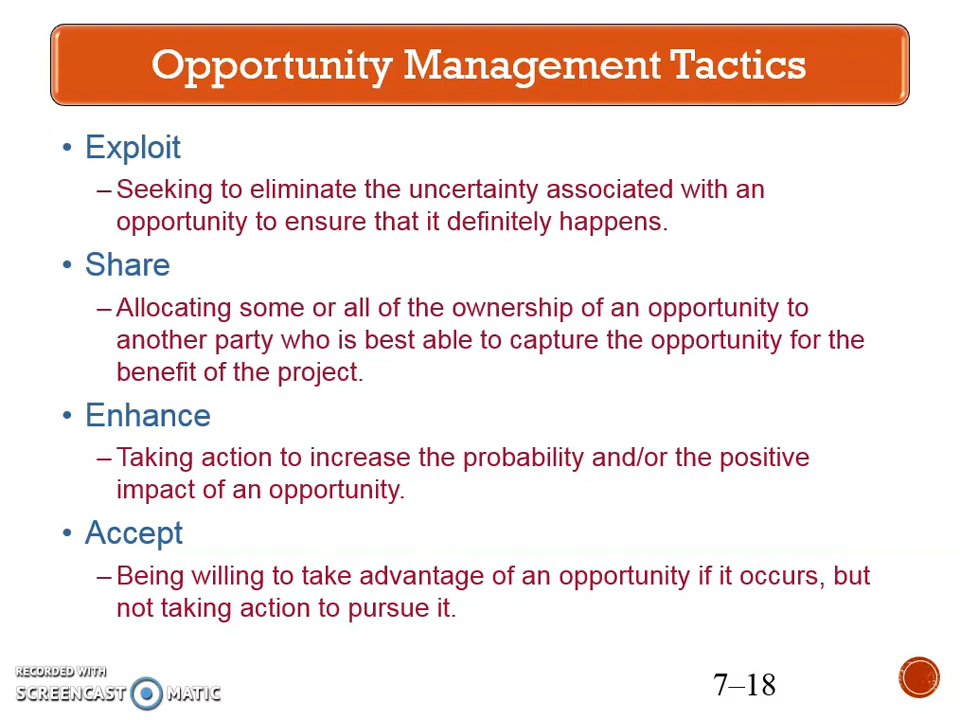 Opportunity Management Tactics
• Exploit
– Seeking to eliminate the uncertainty associated with an
opportunity to ensure that it definitely happens.
• Share
– Allocating some or all of the ownership of an opportunity to
another party who is best able to capture the opportunity for the
benefit of the project.
• Enhance
– Taking action to increase the probability and/or the positive
impact of an opportunity.
• Accept
– Being willing to take advantage of an opportunity if it occurs, but
not taking action to pursue it.
RECORDED WITH
SCREENCAST MATIC
7–18